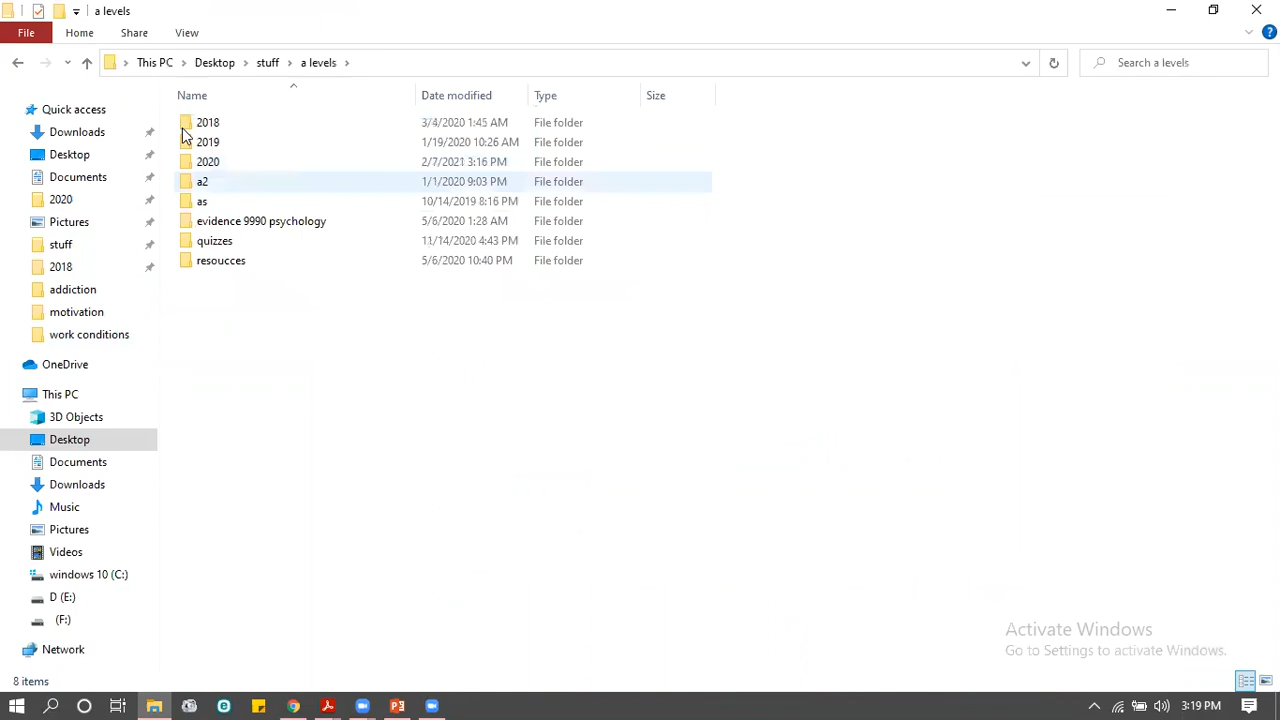 a levels
File Home Share View
This PC Desktop stuff a levels Search a levels
Name Date modified Type Size
2018 3/4/2020 1:45 AM File folder
2019 1/19/2020 10:26 AM File folder
2020 2/7/2021 3:16 PM File folder
a2 1/1/2020 9:03 PM File folder
as 10/14/2019 8:16 PM File folder
evidence 9990 psychology 5/6/2020 1:28 AM File folder
quizzes 11/14/2020 4:43 PM File folder
resoucces 5/6/2020 10:40 PM File folder
Quick access
Downloads
Desktop
Documents
2020
Pictures
stuff
2018
addiction
motivation
work conditions
OneDrive
This PC
3D Objects
Desktop
Documents
Downloads
Music
Pictures
Videos
windows 10 (C:)
D (E:)
(F:)
Network
Activate Windows
Go to Settings to activate Windows.
8 items
3:19 PM